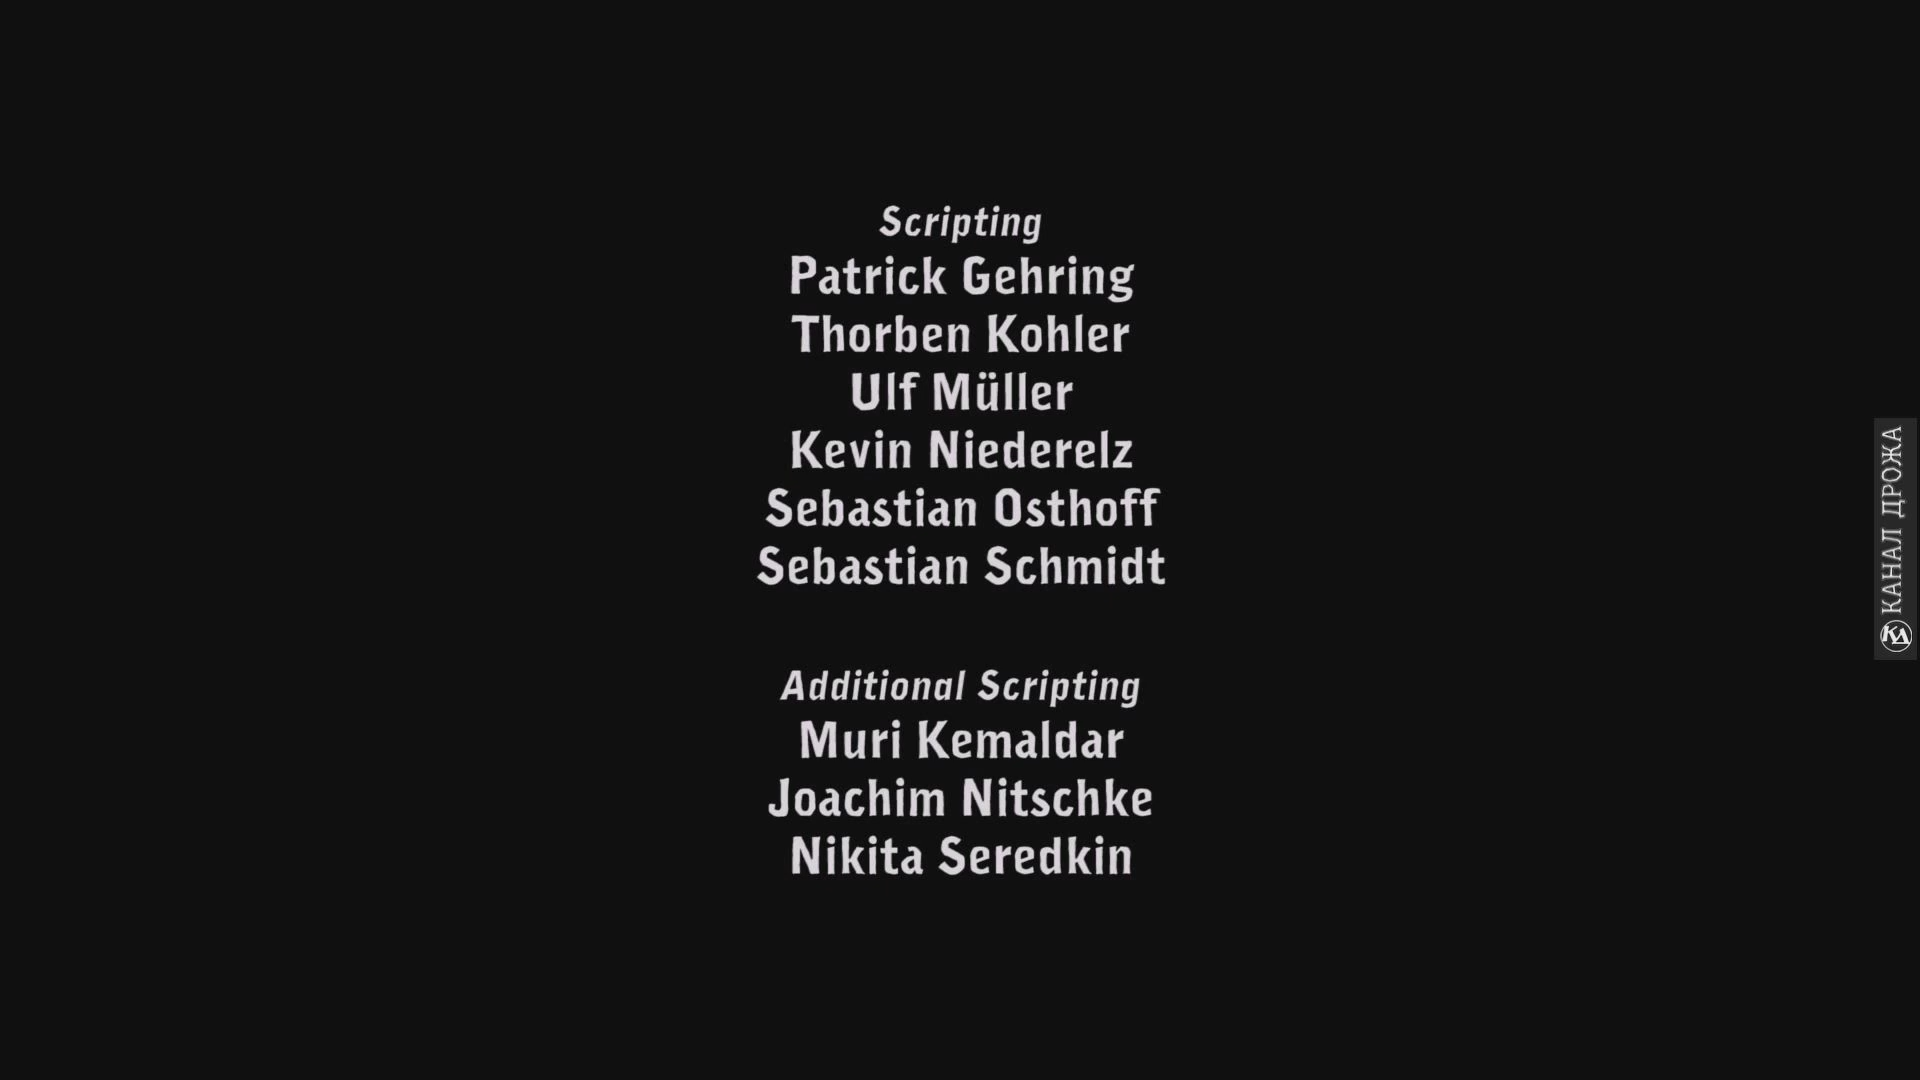 Scripting
Patrick Gehring
Thorben Kohler
Ulf Müller
Kevin Niederelz
Sebastian Osthoff
Sebastian Schmidt
Additional Scripting
Muri Kemaldar
Joachim Nitschke
Nikita Seredkin
КД КАНАЛ ДРОЖА